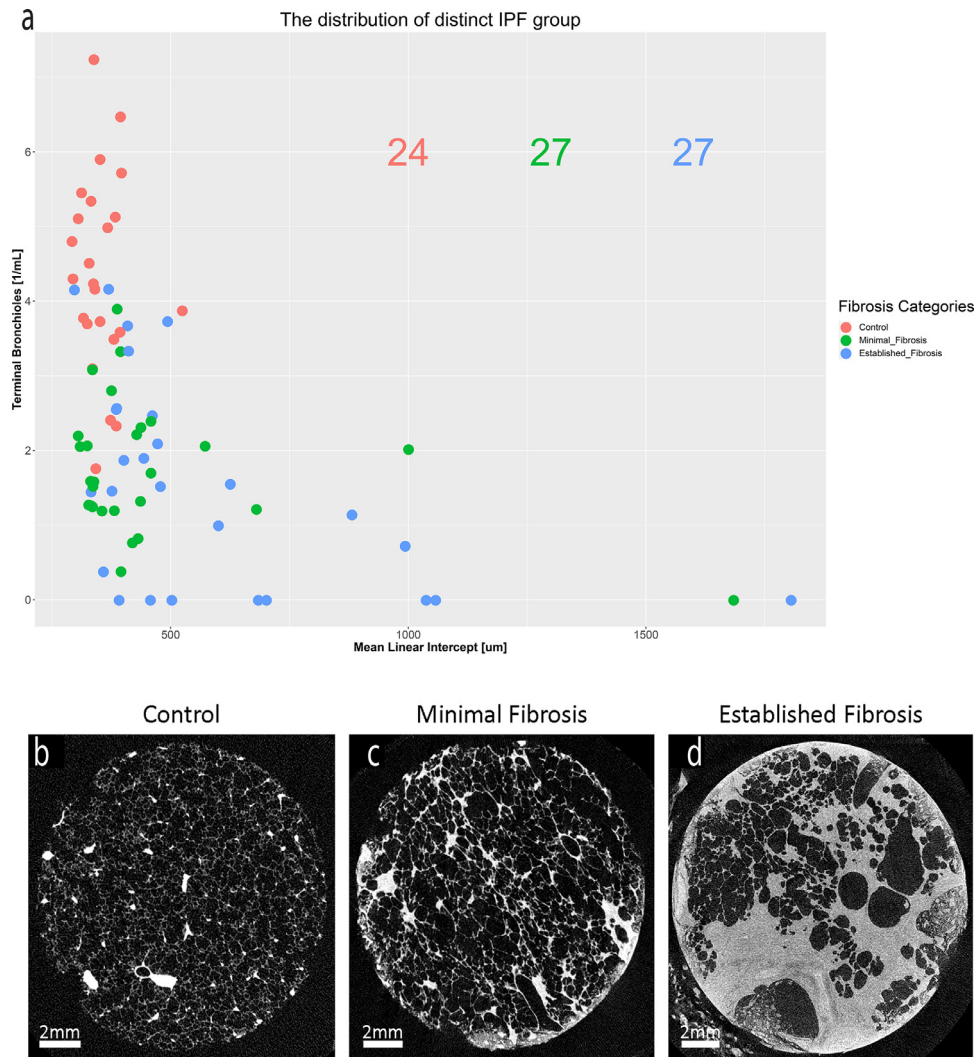 a
The distribution of distinct IPF group
24 27 27
6
4
2
0
Terminal Bronchioles [1/mL]
500 1000 1500
Mean Linear Intercept [um]
Fibrosis Categories
Control
Minimal_Fibrosis
Established_Fibrosis
Control Minimal Fibrosis Established Fibrosis
b c d
2mm 2mm 2mm